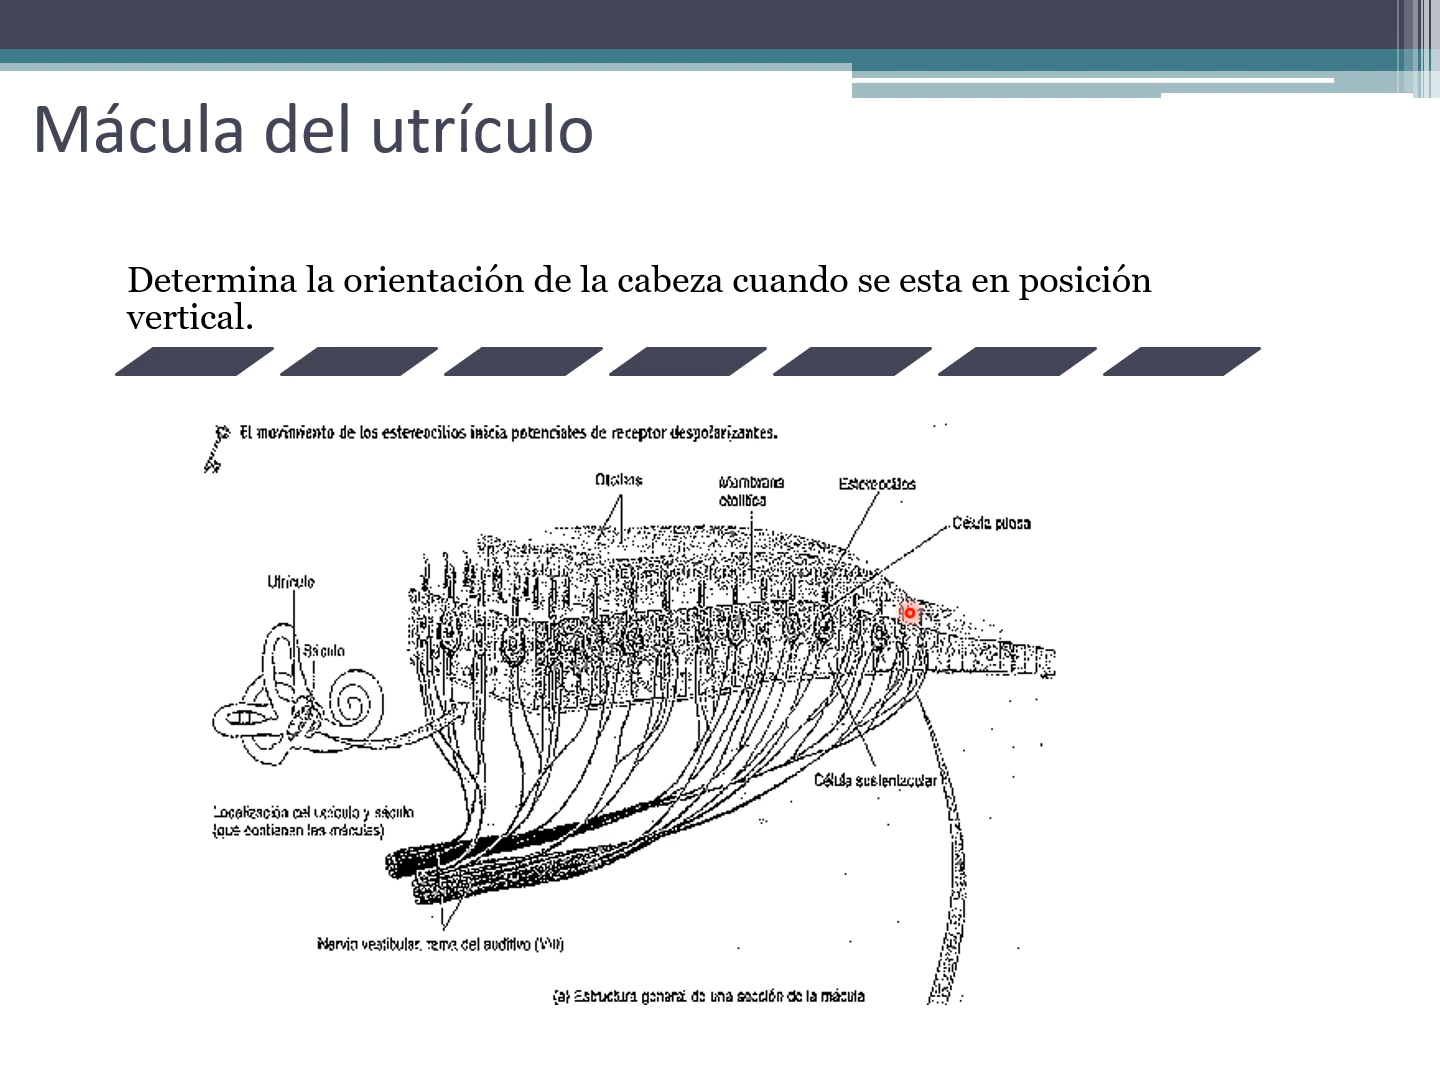 Mácula del utrículo
Determina la orientación de la cabeza cuando se esta en posición
vertical.
El movimiento de los estereocilios inicia potenciales de receptor despolarizantes.
Otolitos
Membrana
otolítica
Estereocilios
Célula pilosa
Utrículo
Sáculo
Célula sustentacular
Localización del utrículo y sáculo
(que contienen las máculas)
Nervio vestibular, rama del auditivo (VIII)
(a) Estructura general de una sección de la mácula